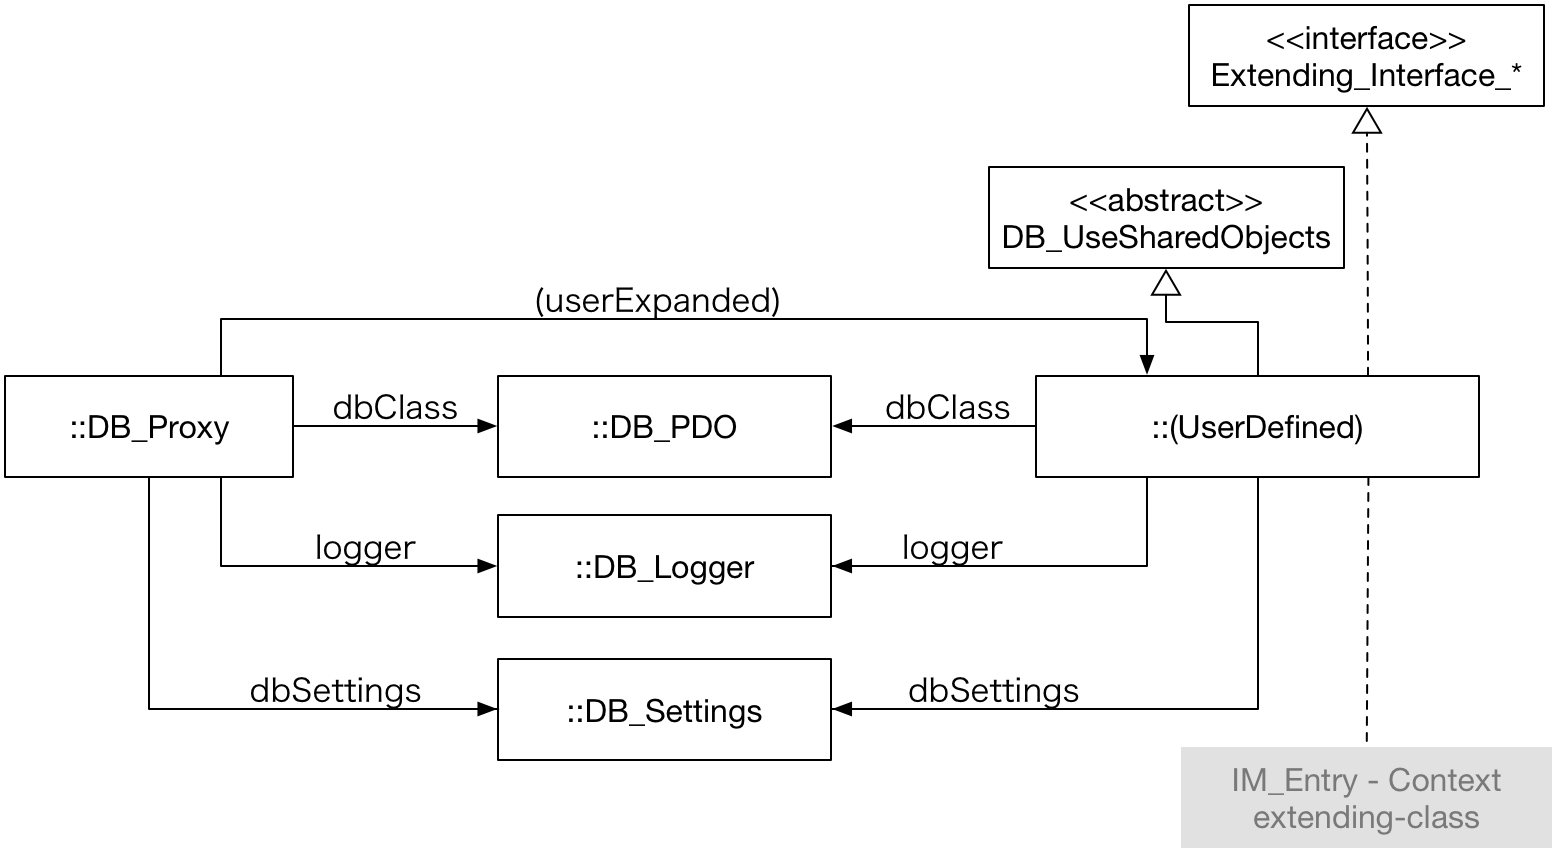 <<interface>>
Extending_Interface_*
<<abstract>>
DB_UseSharedObjects
(userExpanded)
::DB_Proxy
dbClass
::DB_PDO
dbClass
::(UserDefined)
logger
::DB_Logger
logger
dbSettings
::DB_Settings
dbSettings
IM_Entry - Context
extending-class